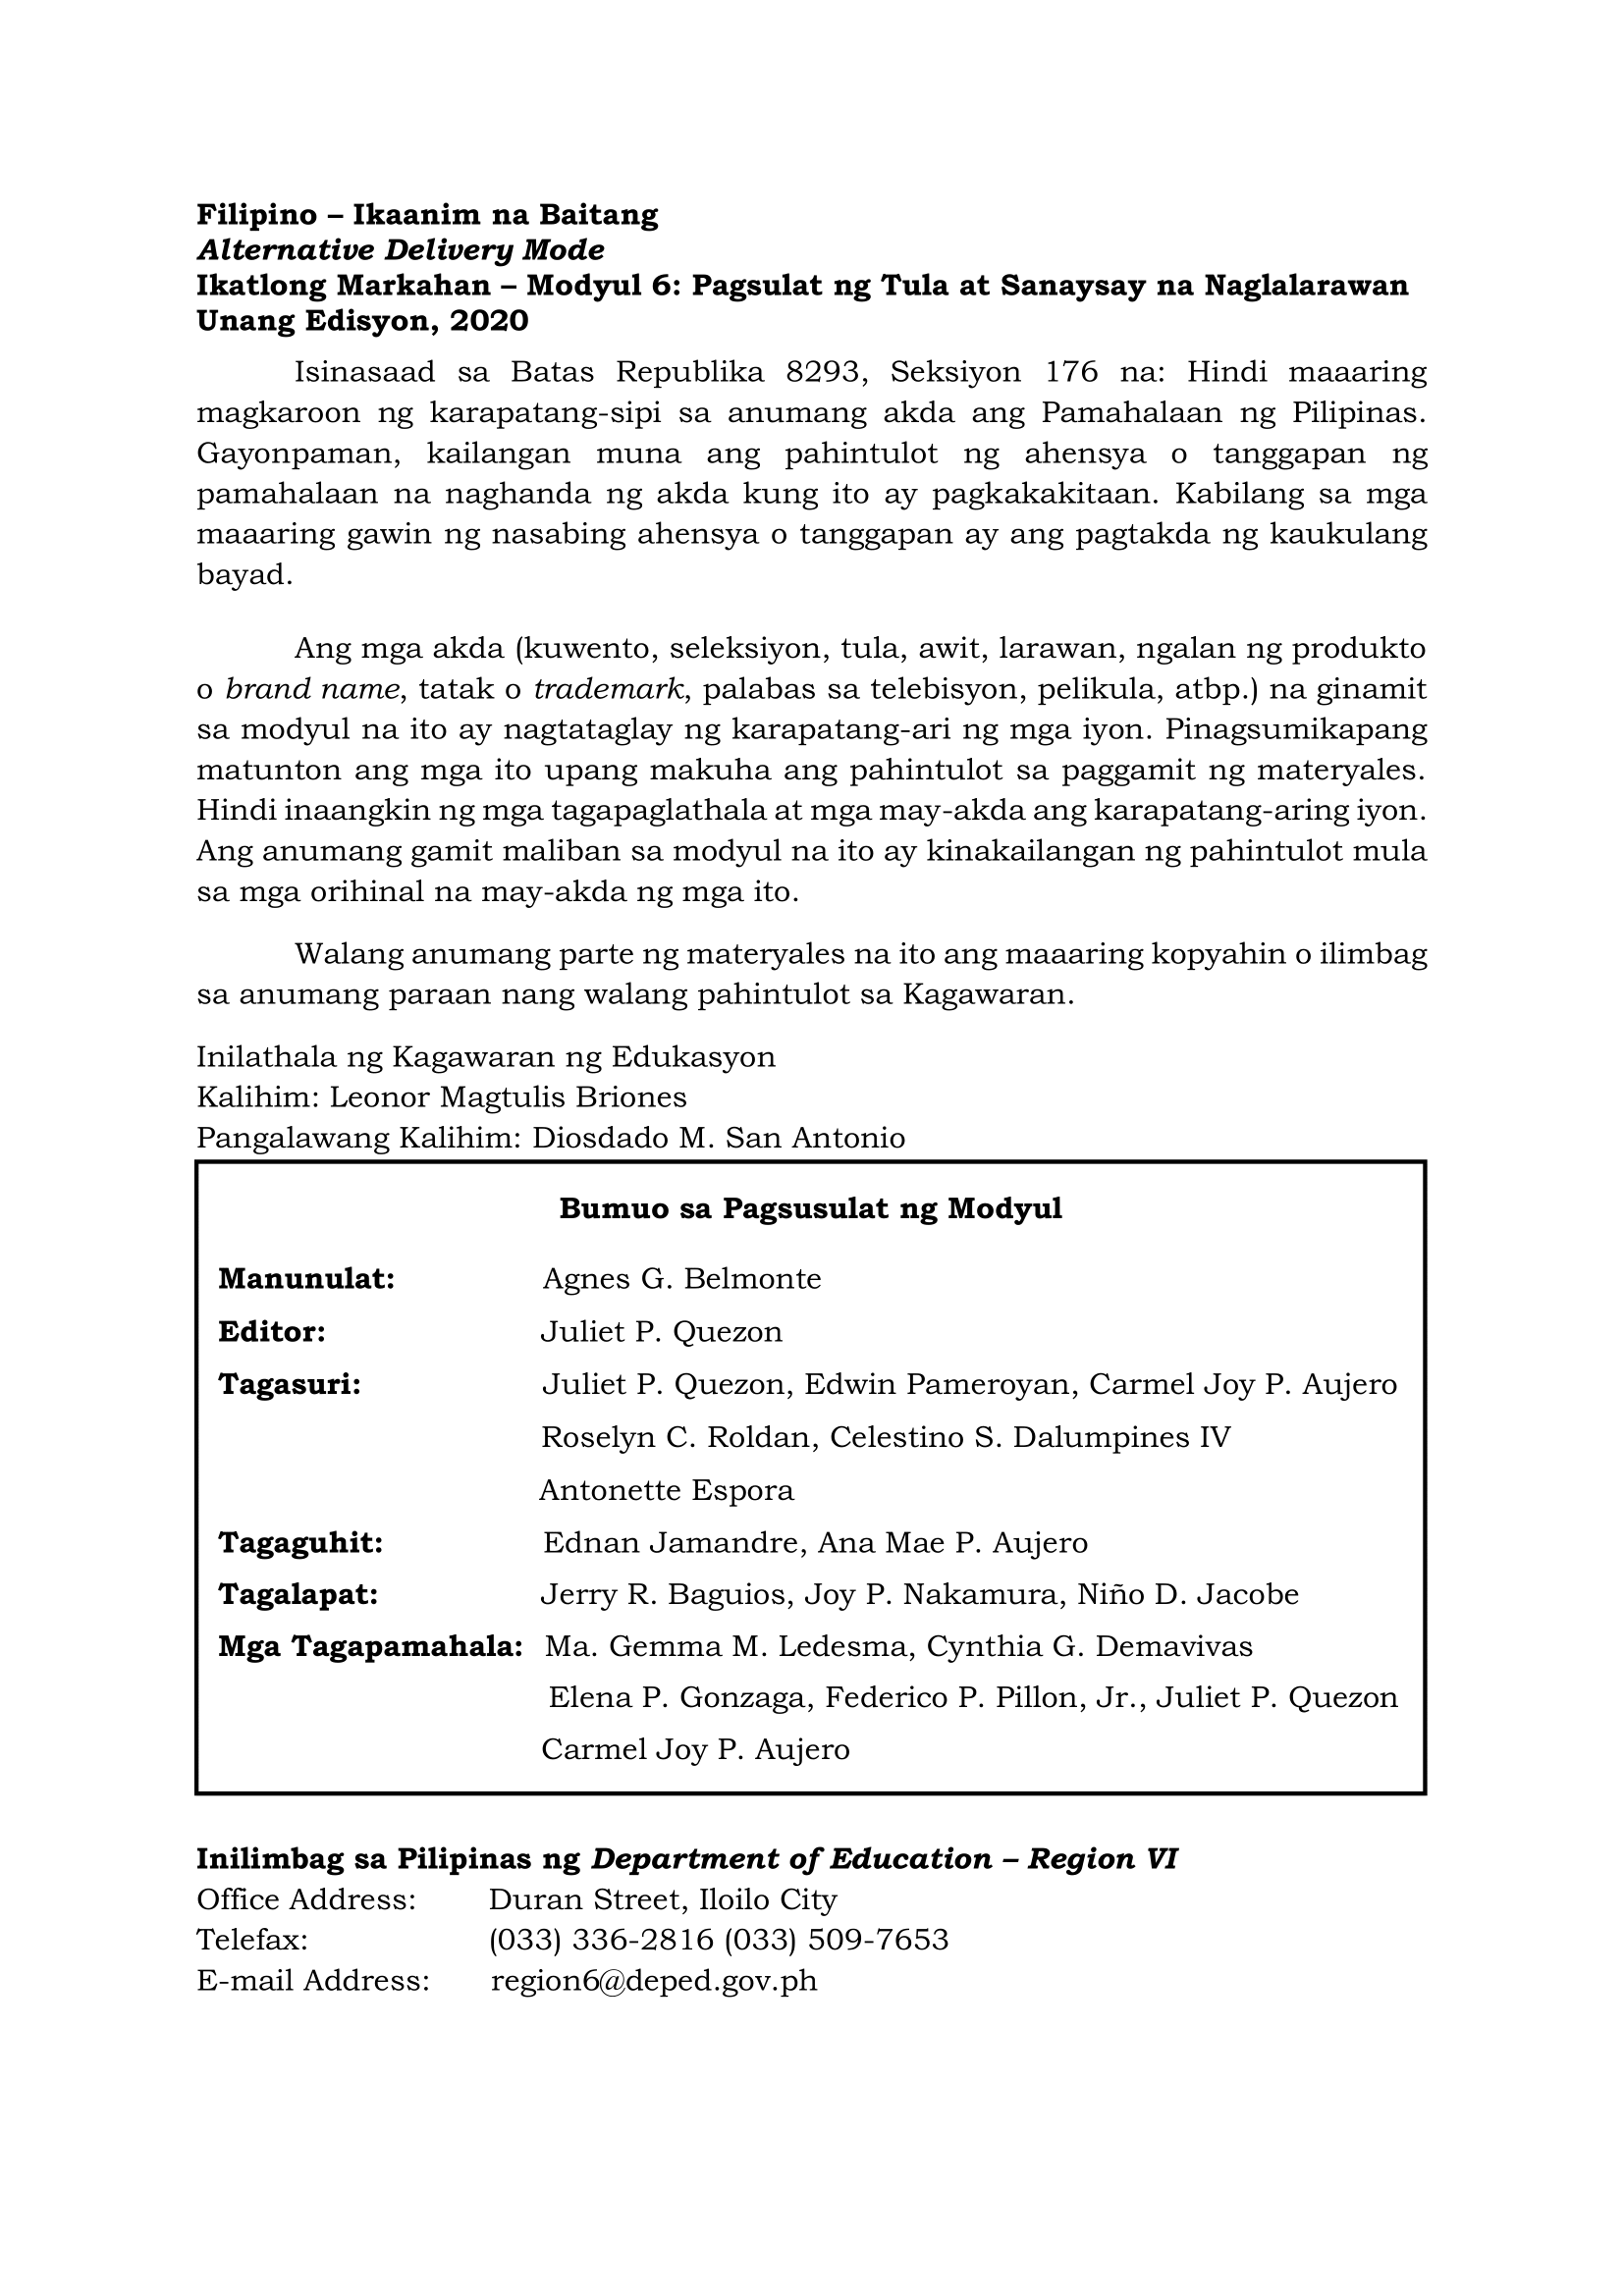 Filipino – Ikaanim na Baitang
Alternative Delivery Mode
Ikatlong Markahan – Modyul 6: Pagsulat ng Tula at Sanaysay na Naglalarawan
Unang Edisyon, 2020
Isinasaad sa Batas Republika 8293, Seksiyon 176 na: Hindi maaaring
magkaroon ng karapatang-sipi sa anumang akda ang Pamahalaan ng Pilipinas.
Gayonpaman, kailangan muna ang pahintulot ng ahensya o tanggapan ng
pamahalaan na naghanda ng akda kung ito ay pagkakakitaan. Kabilang sa mga
maaaring gawin ng nasabing ahensya o tanggapan ay ang pagtakda ng kaukulang
bayad.
Ang mga akda (kuwento, seleksiyon, tula, awit, larawan, ngalan ng produkto
o brand name, tatak o trademark, palabas sa telebisyon, pelikula, atbp.) na ginamit
sa modyul na ito ay nagtataglay ng karapatang-ari ng mga iyon. Pinagsumikapang
matunton ang mga ito upang makuha ang pahintulot sa paggamit ng materyales.
Hindi inaangkin ng mga tagapaglathala at mga may-akda ang karapatang-aring iyon.
Ang anumang gamit maliban sa modyul na ito ay kinakailangan ng pahintulot mula
sa mga orihinal na may-akda ng mga ito.
Walang anumang parte ng materyales na ito ang maaaring kopyahin o ilimbag
sa anumang paraan nang walang pahintulot sa Kagawaran.
Inilathala ng Kagawaran ng Edukasyon
Kalihim: Leonor Magtulis Briones
Pangalawang Kalihim: Diosdado M. San Antonio
Bumuo sa Pagsusulat ng Modyul
Manunulat: Agnes G. Belmonte
Editor: Juliet P. Quezon
Tagasuri: Juliet P. Quezon, Edwin Pameroyan, Carmel Joy P. Aujero
Roselyn C. Roldan, Celestino S. Dalumpines IV
Antonette Espora
Tagaguhit: Ednan Jamandre, Ana Mae P. Aujero
Tagalapat: Jerry R. Baguios, Joy P. Nakamura, Niño D. Jacobe
Mga Tagapamahala: Ma. Gemma M. Ledesma, Cynthia G. Demavivas
Elena P. Gonzaga, Federico P. Pillon, Jr., Juliet P. Quezon
Carmel Joy P. Aujero
Inilimbag sa Pilipinas ng Department of Education – Region VI
Office Address: Duran Street, Iloilo City
Telefax: (033) 336-2816 (033) 509-7653
E-mail Address: region6@deped.gov.ph